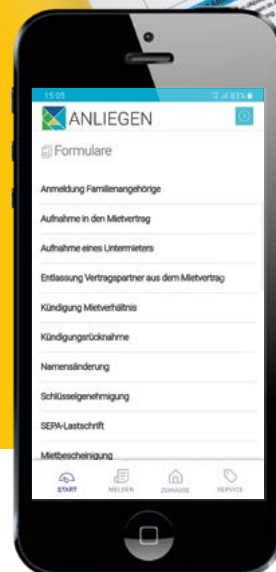 15:05 83%
ANLIEGEN
Formulare
Anmeldung Familienangehörige
Aufnahme in den Mietvertrag
Aufnahme eines Untermieters
Entlassung Vertragspartner aus dem Mietvertrag
Kündigung Mietverhältnis
Kündigungsrücknahme
Namensänderung
Schlüsselgenehmigung
SEPA-Lastschrift
Mietbescheinigung
START MELDEN ZUHAUSE SERVICE